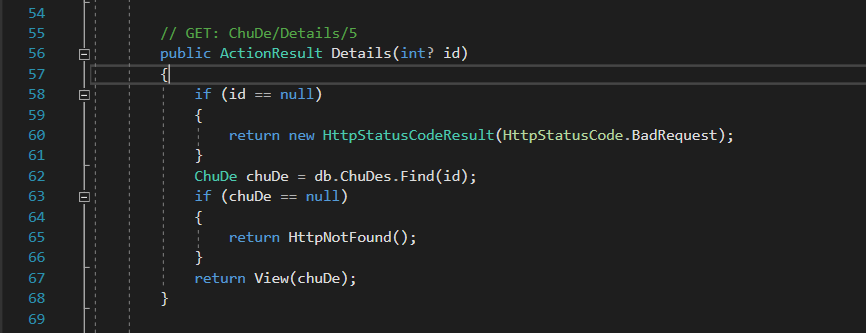 54
55 // GET: ChuDe/Details/5
56 public ActionResult Details(int? id)
57 {
58 if (id == null)
59 {
60 return new HttpStatusCodeResult(HttpStatusCode.BadRequest);
61 }
62 ChuDe chuDe = db.ChuDes.Find(id);
63 if (chuDe == null)
64 {
65 return HttpNotFound();
66 }
67 return View(chuDe);
68 }
69